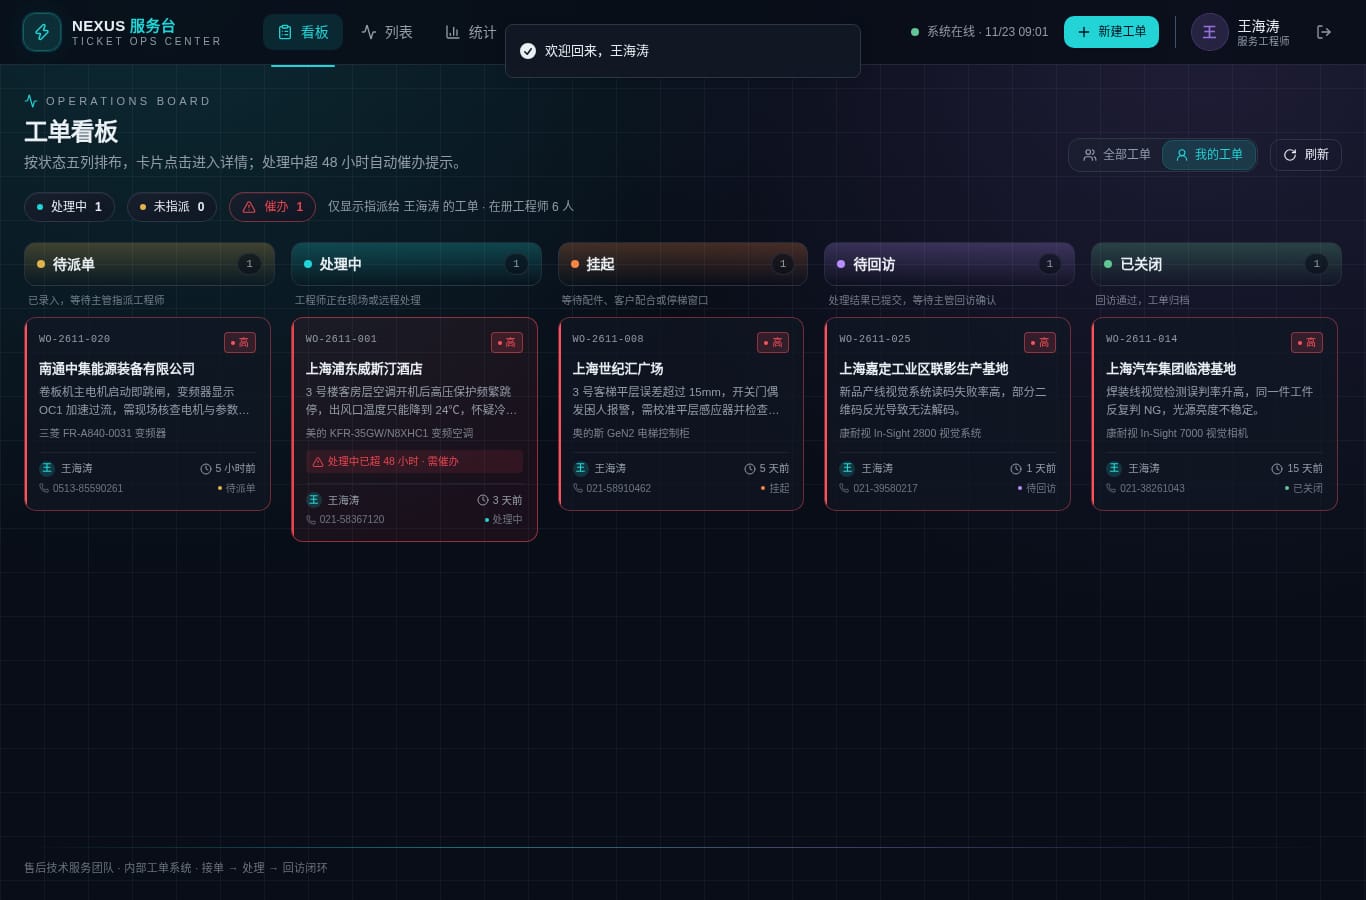 NEXUS 服务台
TICKET OPS CENTER
看板
列表
统计
欢迎回来，王海涛
系统在线 · 11/23 09:01
新建工单
王
王海涛
服务工程师
OPERATIONS BOARD
工单看板
按状态五列排布，卡片点击进入详情；处理中超 48 小时自动催办提示。
全部工单
我的工单
刷新
处理中 1
未指派 0
催办 1
仅显示指派给 王海涛 的工单 · 在册工程师 6 人
待派单
1
已录入，等待主管指派工程师
WO-2611-020
高
南通中集能源装备有限公司
卷板机主电机启动即跳闸，变频器显示
OC1 加速过流，需现场核查电机与参数…
三菱 FR-A840-0031 变频器
王 王海涛
5 小时前
0513-85590261
待派单
处理中
1
工程师正在现场或远程处理
WO-2611-001
高
上海浦东威斯汀酒店
3 号楼客房层空调开机后高压保护频繁跳
停，出风口温度只能降到 24℃，怀疑冷…
美的 KFR-35GW/N8XHC1 变频空调
处理中已超 48 小时 · 需催办
王 王海涛
3 天前
021-58367120
处理中
挂起
1
等待配件、客户配合或停梯窗口
WO-2611-008
高
上海世纪汇广场
3 号客梯平层误差超过 15mm，开关门偶
发困人报警，需校准平层感应器并检查…
奥的斯 GeN2 电梯控制柜
王 王海涛
5 天前
021-58910462
挂起
待回访
1
处理结果已提交，等待主管回访确认
WO-2611-025
高
上海嘉定工业区联影生产基地
新品产线视觉系统读码失败率高，部分二
维码反光导致无法解码。
康耐视 In-Sight 2800 视觉系统
王 王海涛
1 天前
021-39580217
待回访
已关闭
1
回访通过，工单归档
WO-2611-014
高
上海汽车集团临港基地
焊装线视觉检测误判率升高，同一件工件
反复判 NG，光源亮度不稳定。
康耐视 In-Sight 7000 视觉相机
王 王海涛
15 天前
021-38261043
已关闭
售后技术服务团队 · 内部工单系统 · 接单 → 处理 → 回访闭环